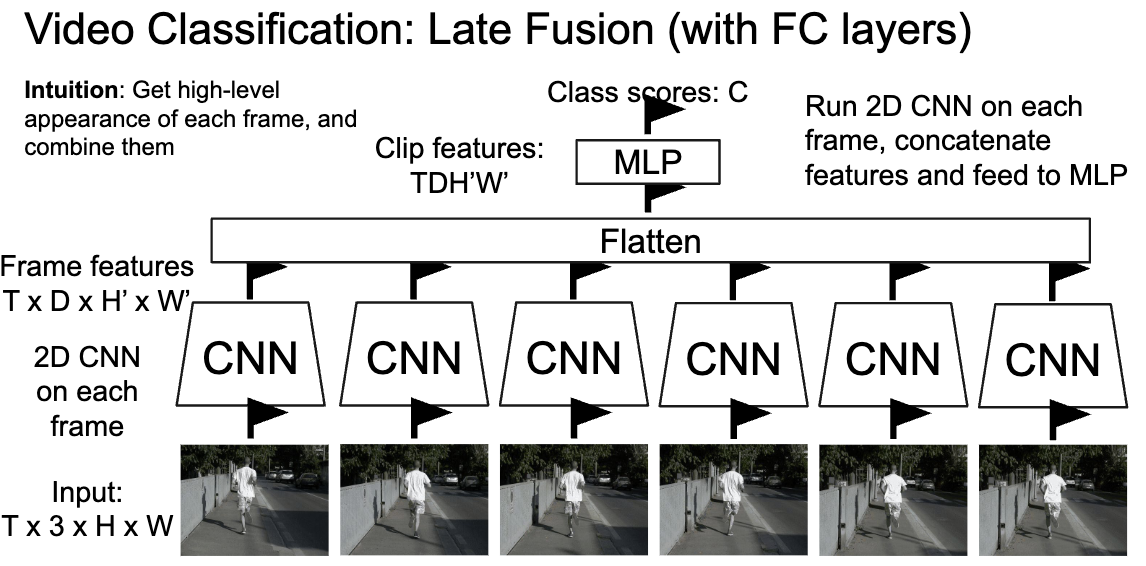 Video Classification: Late Fusion (with FC layers)
Intuition: Get high-level
appearance of each frame, and
combine them
Class scores: C
Run 2D CNN on each
frame, concatenate
features and feed to MLP
Clip features:
TDH’W’
MLP
Flatten
Frame features
T x D x H’ x W’
CNN CNN CNN CNN CNN CNN
2D CNN
on each
frame
Input:
T x 3 x H x W